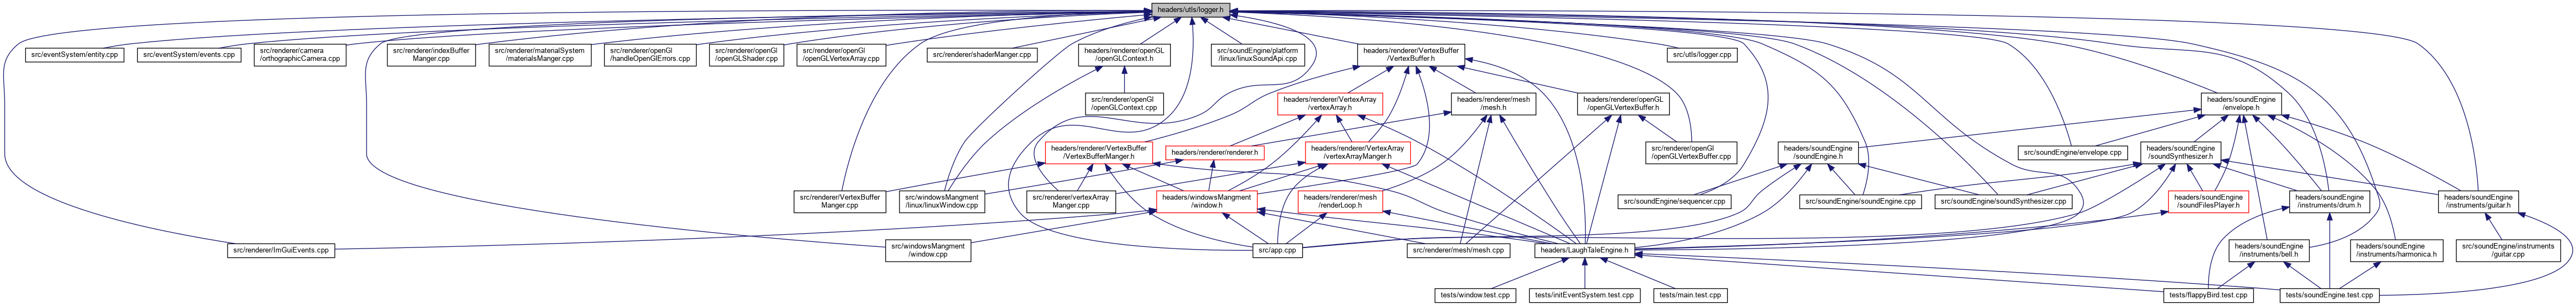 headers/utls/logger.h
src/eventSystem/entity.cpp
src/eventSystem/events.cpp
src/renderer/camera
/orthographicCamera.cpp
src/renderer/indexBuffer
Manger.cpp
src/renderer/materialSystem
/materialsManger.cpp
src/renderer/openGl
/handleOpenGlErrors.cpp
src/renderer/openGl
/openGLShader.cpp
src/renderer/openGl
/openGLVertexArray.cpp
src/renderer/shaderManger.cpp
headers/renderer/openGL
/openGLContext.h
src/soundEngine/platform
/linux/linuxSoundApi.cpp
headers/renderer/VertexBuffer
/VertexBuffer.h
src/utls/logger.cpp
src/renderer/openGl
/openGLContext.cpp
headers/renderer/VertexArray
/vertexArray.h
headers/renderer/mesh
/mesh.h
headers/renderer/openGL
/openGLVertexBuffer.h
headers/soundEngine
/envelope.h
headers/renderer/VertexBuffer
/VertexBufferManger.h
headers/renderer/renderer.h
headers/renderer/VertexArray
/vertexArrayManger.h
src/renderer/openGl
/openGLVertexBuffer.cpp
headers/soundEngine
/soundEngine.h
src/soundEngine/envelope.cpp
headers/soundEngine
/soundSynthesizer.h
src/renderer/VertexBuffer
Manger.cpp
src/windowsMangment
/linux/linuxWindow.cpp
src/renderer/vertexArray
Manger.cpp
headers/windowsMangment
/window.h
headers/renderer/mesh
/renderLoop.h
src/soundEngine/sequencer.cpp
src/soundEngine/soundEngine.cpp
src/soundEngine/soundSynthesizer.cpp
headers/soundEngine
/soundFilesPlayer.h
headers/soundEngine
/instruments/drum.h
headers/soundEngine
/instruments/guitar.h
src/renderer/ImGuiEvents.cpp
src/windowsMangment
/window.cpp
src/app.cpp
src/renderer/mesh/mesh.cpp
headers/LaughTaleEngine.h
headers/soundEngine
/instruments/bell.h
headers/soundEngine
/instruments/harmonica.h
src/soundEngine/instruments
/guitar.cpp
tests/window.test.cpp
tests/initEventSystem.test.cpp
tests/main.test.cpp
tests/flappyBird.test.cpp
tests/soundEngine.test.cpp